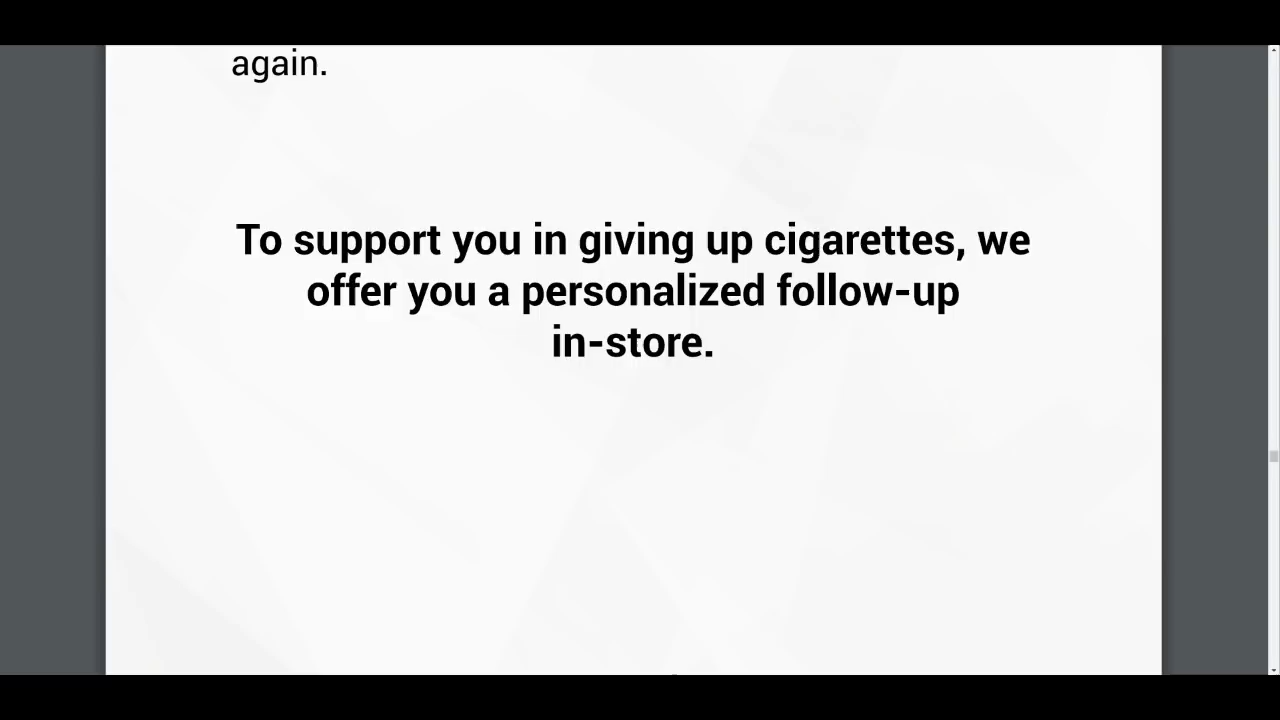 again.
To support you in giving up cigarettes, we
offer you a personalized follow-up
in-store.